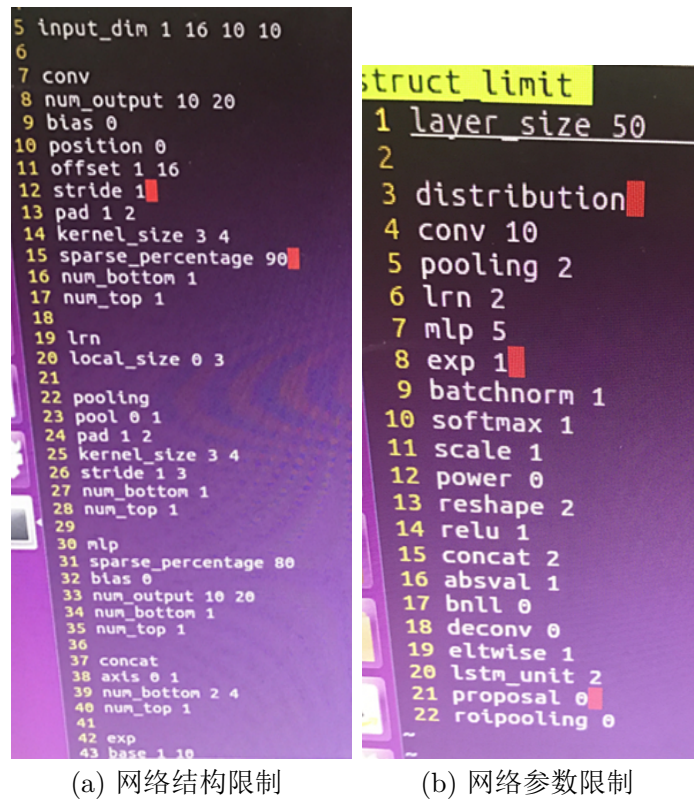 5 input_dim 1 16 10 10
6
7 conv
8 num_output 10 20
9 bias 0
10 position 0
11 offset 1 16
12 stride 1
13 pad 1 2
14 kernel_size 3 4
15 sparse_percentage 90
16 num_bottom 1
17 num_top 1
18
19 lrn
20 local_size 0 3
21
22 pooling
23 pool 0 1
24 pad 1 2
25 kernel_size 3 4
26 stride 1 3
27 num_bottom 1
28 num_top 1
29
30 mlp
31 sparse_percentage 80
32 bias 0
33 num_output 10 20
34 num_bottom 1
35 num_top 1
36
37 concat
38 axis 0 1
39 num_bottom 2 4
40 num_top 1
41
42 exp
43 base 1 10
(a) 网络结构限制
struct_limit
1 layer_size 50
2
3 distribution
4 conv 10
5 pooling 2
6 lrn 2
7 mlp 5
8 exp 1
9 batchnorm 1
10 softmax 1
11 scale 1
12 power 0
13 reshape 2
14 relu 1
15 concat 2
16 absval 1
17 bnll 0
18 deconv 0
19 eltwise 1
20 lstm_unit 2
21 proposal 0
22 roipooling 0
~
~
(b) 网络参数限制